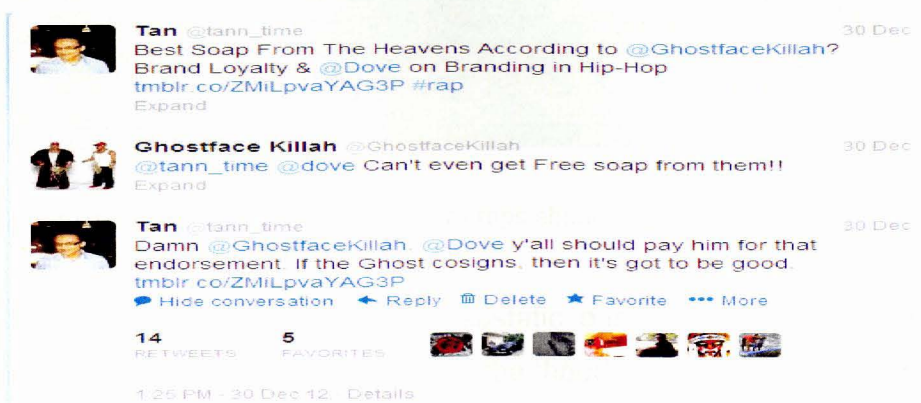 Tan @tann_time 30 Dec
Best Soap From The Heavens According to @GhostfaceKillah?
Brand Loyalty & @Dove on Branding in Hip-Hop
tmblr.co/ZMiLpvaYAG3P #rap
Expand
Ghostface Killah @GhostfaceKillah 30 Dec
@tann_time @dove Can't even get Free soap from them!!
Expand
Tan @tann_time 30 Dec
Damn @GhostfaceKillah. @Dove y'all should pay him for that
endorsement. If the Ghost cosigns, then it's got to be good.
tmblr.co/ZMiLpvaYAG3P
Hide conversation Reply Delete Favorite More
14 5
RETWEETS FAVORITES
1:25 PM - 30 Dec 12 · Details